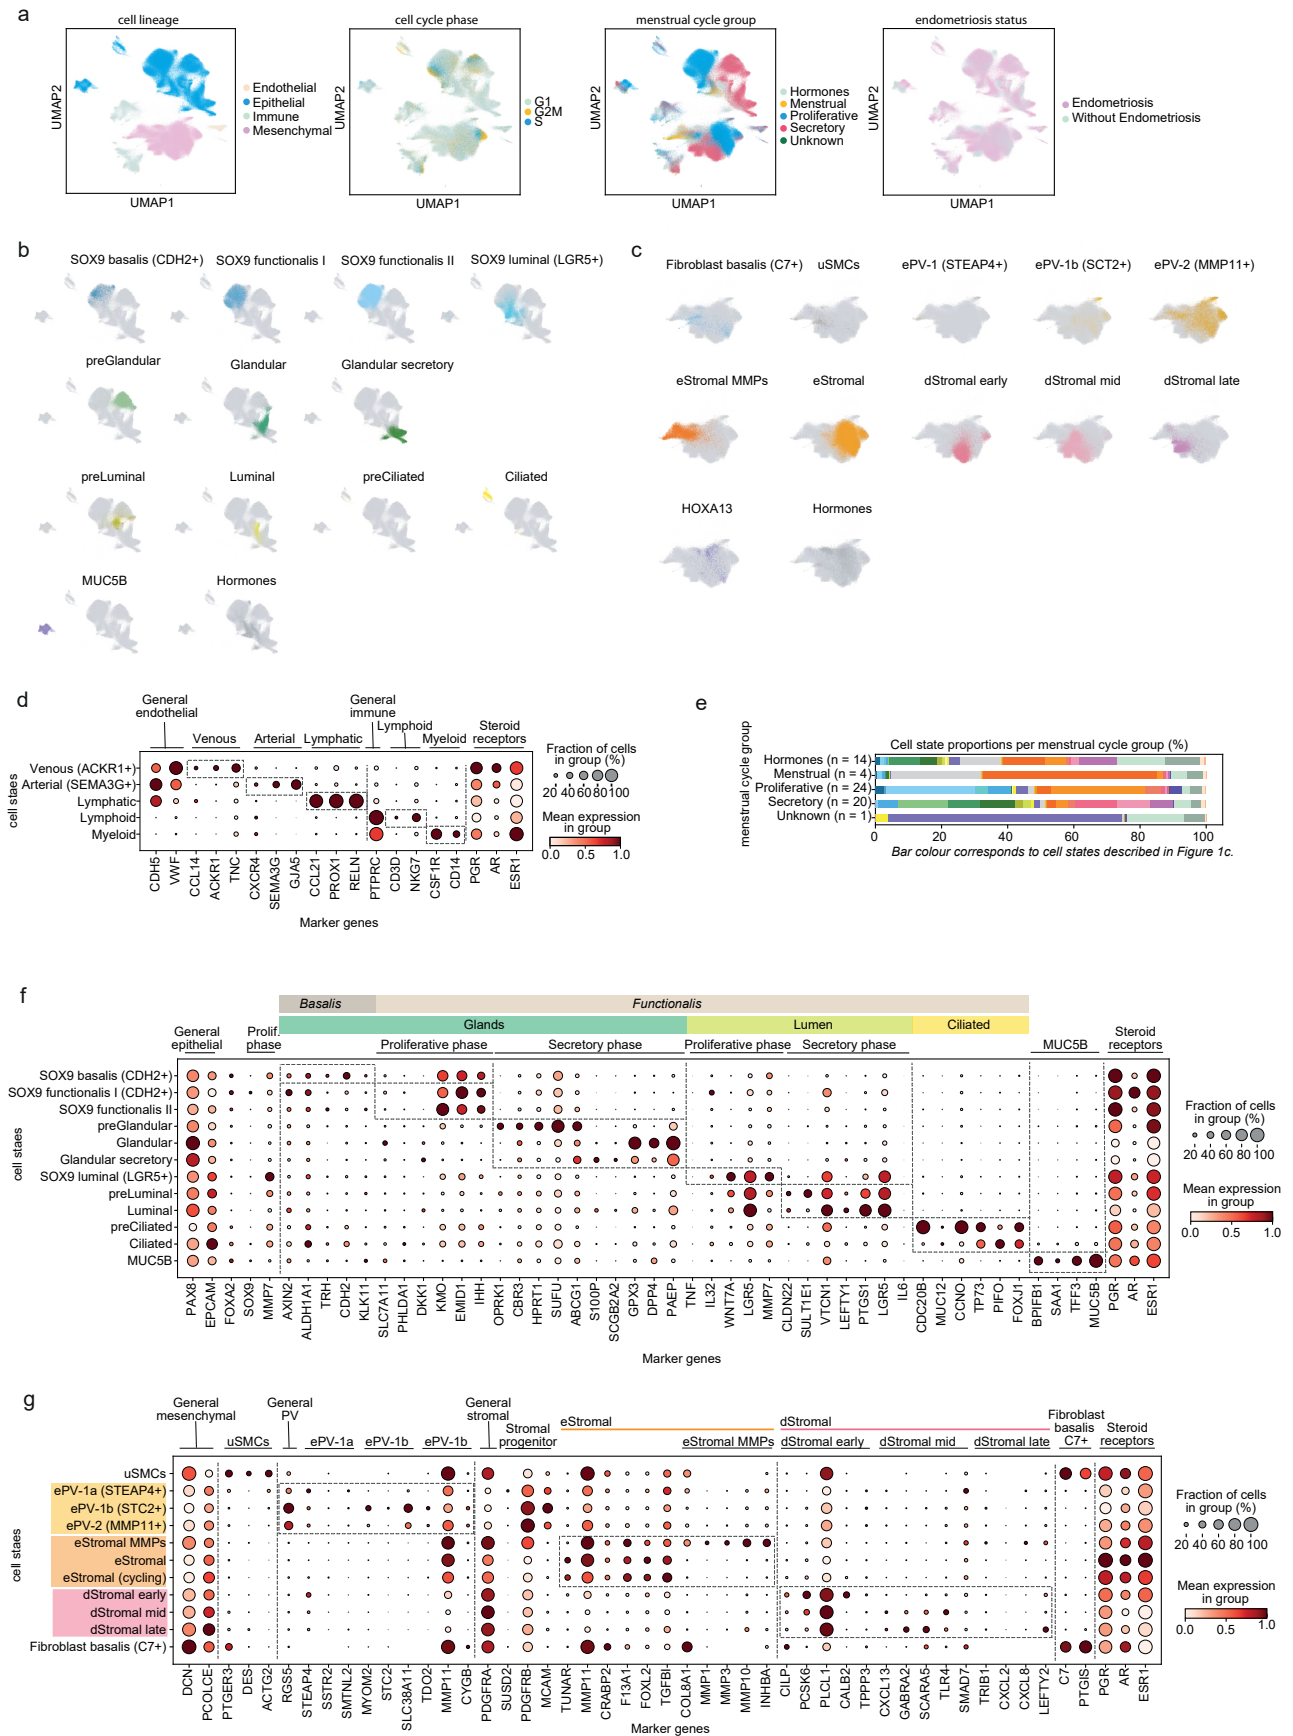 a
cell lineage
UMAP2
UMAP1
Endothelial
Epithelial
Immune
Mesenchymal
cell cycle phase
UMAP2
UMAP1
G1
G2M
S
menstrual cycle group
UMAP2
UMAP1
Hormones
Menstrual
Proliferative
Secretory
Unknown
endometriosis status
UMAP2
UMAP1
Endometriosis
Without Endometriosis
b
SOX9 basalis (CDH2+)
SOX9 functionalis I
SOX9 functionalis II
SOX9 luminal (LGR5+)
preGlandular
Glandular
Glandular secretory
preLuminal
Luminal
preCiliated
Ciliated
MUC5B
Hormones
c
Fibroblast basalis (C7+)
uSMCs
ePV-1 (STEAP4+)
ePV-1b (SCT2+)
ePV-2 (MMP11+)
eStromal MMPs
eStromal
dStromal early
dStromal mid
dStromal late
HOXA13
Hormones
d
General
endothelial
Venous
Arterial
Lymphatic
General
immune
Lymphoid
Myeloid
Steroid
receptors
cell staes
Venous (ACKR1+)
Arterial (SEMA3G+)
Lymphatic
Lymphoid
Myeloid
CDH5
VWF
CCL14
ACKR1
TNC
CXCR4
SEMA3G
GJA5
CCL21
PROX1
RELN
PTPRC
CD3D
NKG7
CSF1R
CD14
PGR
AR
ESR1
Marker genes
Fraction of cells
in group (%)
20 40 60 80 100
Mean expression
in group
0.0 1.0
e
Cell state proportions per menstrual cycle group (%)
menstrual cycle group
Hormones (n = 14)
Menstrual (n = 4)
Proliferative (n = 24)
Secretory (n = 20)
Unknown (n = 1)
0 20 40 60 80 100
Bar colour corresponds to cell states described in Figure 1c.
f
Basalis
Functionalis
Glands
Lumen
Ciliated
General
epithelial
Prolif.
phase
Proliferative phase
Secretory phase
Proliferative phase
Secretory phase
MUC5B
Steroid
receptors
cell staes
SOX9 basalis (CDH2+)
SOX9 functionalis I (CDH2+)
SOX9 functionalis II
preGlandular
Glandular
Glandular secretory
SOX9 luminal (LGR5+)
preLuminal
Luminal
preCiliated
Ciliated
MUC5B
PAX8
EPCAM
FOXA2
SOX9
MMP7
AXIN2
ALDH1A1
TRH
CDH2
KLK11
SLC7A11
PHLDA1
DKK1
KMO
EMID1
IHH
OPRK1
CBR3
HPRT1
SUFU
ABCG1
S100P
SCGB2A2
GPX3
DPP4
PAEP
TNF
IL32
WNT7A
LGR5
MMP7
CLDN22
SULT1E1
VTCN1
LEFTY1
PTGS1
LGR5
IL6
CDC20B
MUC12
CCNO
TP73
PIFO
FOXJ1
BPIFB1
SAA1
TFF3
MUC5B
PGR
AR
ESR1
Marker genes
Fraction of cells
in group (%)
20 40 60 80 100
Mean expression
in group
0.0 0.5 1.0
g
General
mesenchymal
uSMCs
General
PV
ePV-1a
ePV-1b
ePV-1b
General
stromal
Stromal
progenitor
eStromal
eStromal MMPs
dStromal
dStromal early
dStromal mid
dStromal late
Fibroblast
basalis
C7+
Steroid
receptors
cell staes
uSMCs
ePV-1a (STEAP4+)
ePV-1b (STC2+)
ePV-2 (MMP11+)
eStromal MMPs
eStromal
eStromal (cycling)
dStromal early
dStromal mid
dStromal late
Fibroblast basalis (C7+)
DCN
PCOLCE
PTGER3
DES
ACTG2
RGS5
STEAP4
SSTR2
SMTNL2
MYOM2
STC2
SLC38A11
TDO2
MMP11
CYGB
PDGFRA
SUSD2
PDGFRB
MCAM
TUNAR
MMP11
CRABP2
F13A1
FOXL2
TGFBI
COL8A1
MMP1
MMP3
MMP10
INHBA
CILP
PCSK6
PLCL1
CALB2
TPPP3
CXCL13
GABRA2
SCARA5
TLR4
SMAD7
TRIB1
CXCL2
CXCL8
LEFTY2
C7
PTGIS
PGR
AR
ESR1
Marker genes
Fraction of cells
in group (%)
20 40 60 80 100
Mean expression
in group
0.0 0.5 1.0